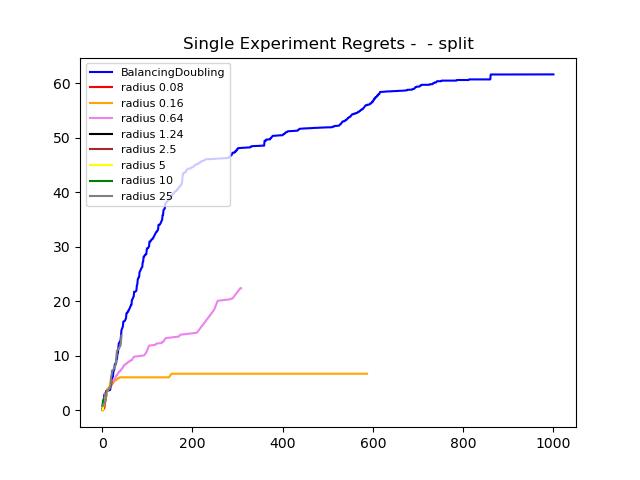 Single Experiment Regrets -  - split
BalancingDoubling
radius 0.08
radius 0.16
radius 0.64
radius 1.24
radius 2.5
radius 5
radius 10
radius 25
60
50
40
30
20
10
0
0 200 400 600 800 1000